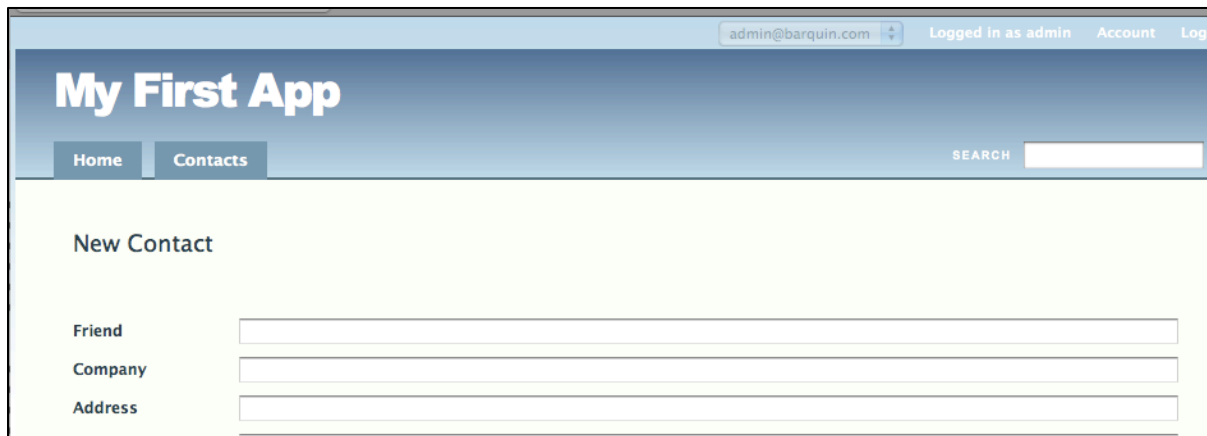 admin@barquin.com Logged in as admin Account Log
My First App
Home Contacts SEARCH
New Contact
Friend
Company
Address